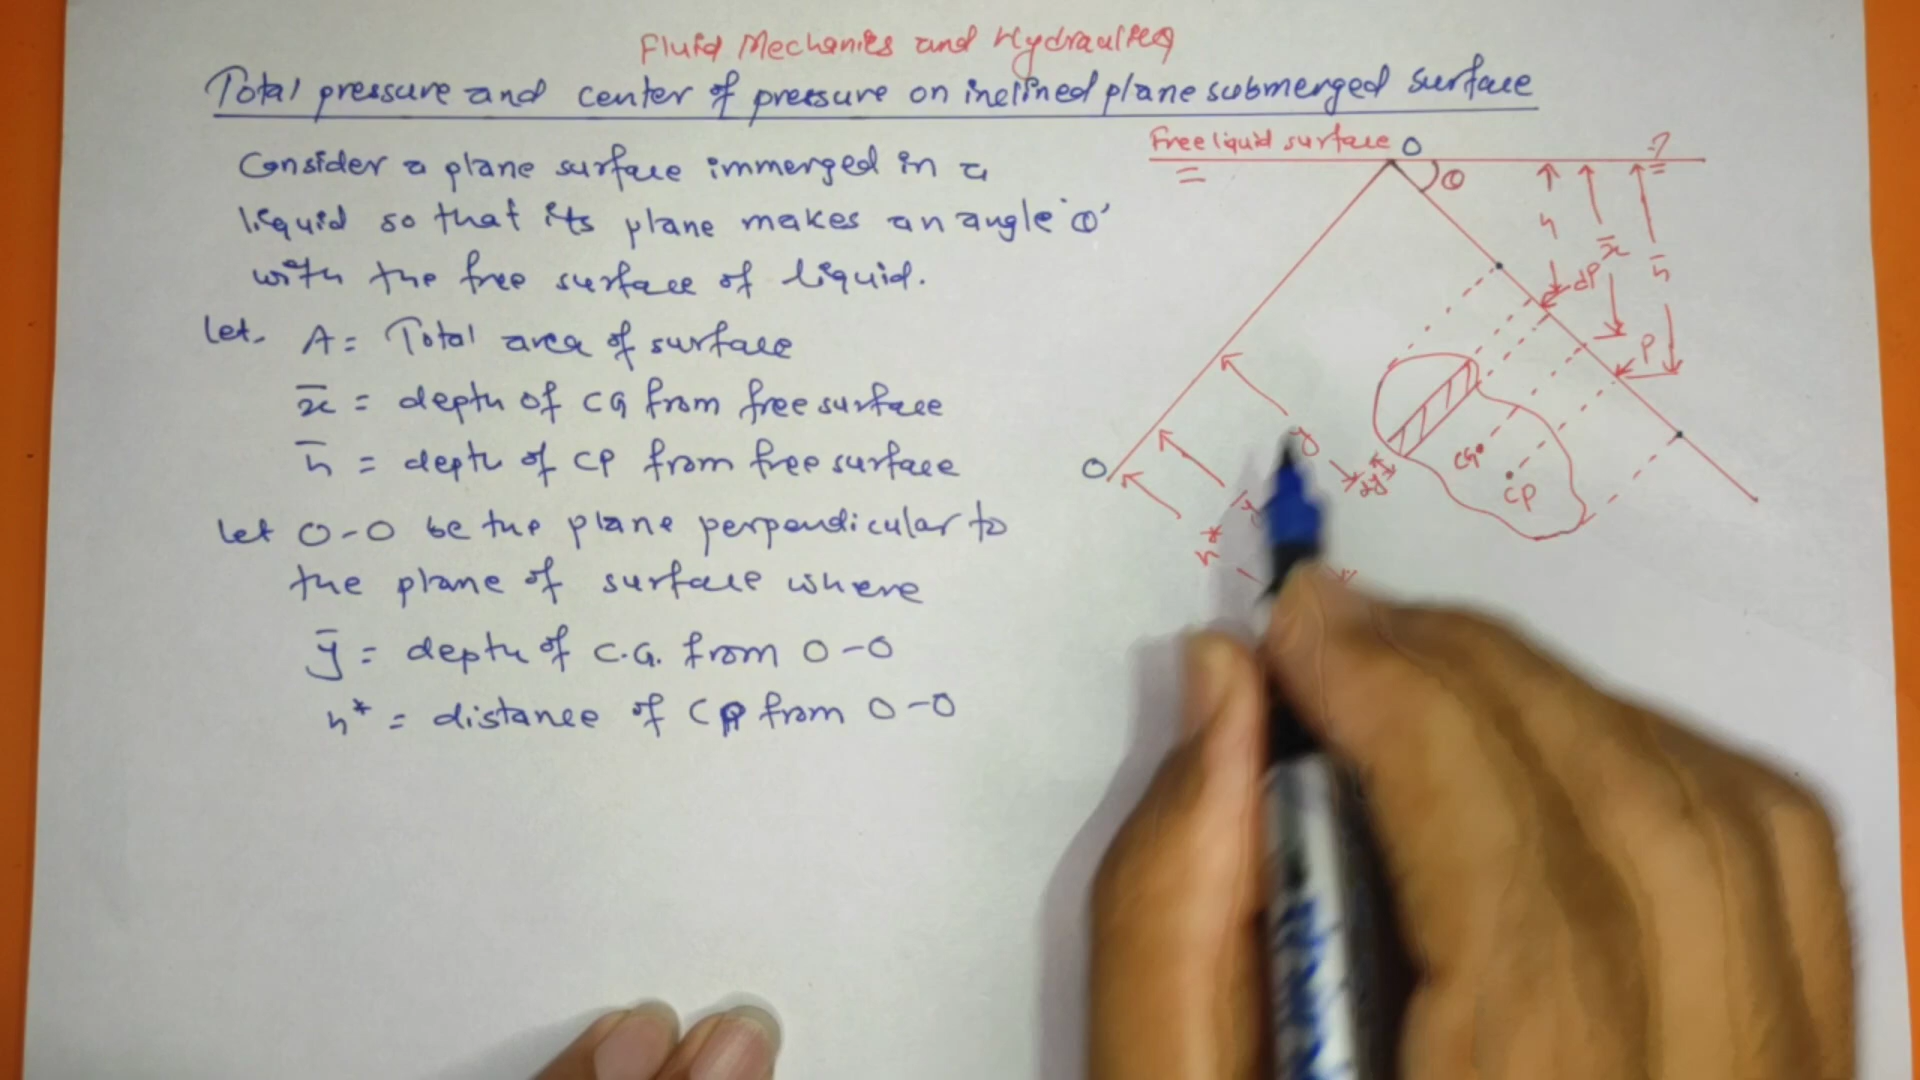 Fluid Mechanics and Hydraulics
Total pressure and center of pressure on inclined plane submerged surface
Consider a plane surface immerged in a
liquid so that its plane makes an angle 'θ'
with the free surface of liquid.
let, A = Total area of surface
x̄ = depth of CG from free surface
h̄ = depth of CP from free surface
Let O-O be the plane perpendicular to
the plane of surface where
ȳ = depth of C.G. from O-O
h* = distance of CP from O-O
Free liquid surface O
θ
h
x̄
h̄
dP
P
O
y
dy
CG
CP
h*